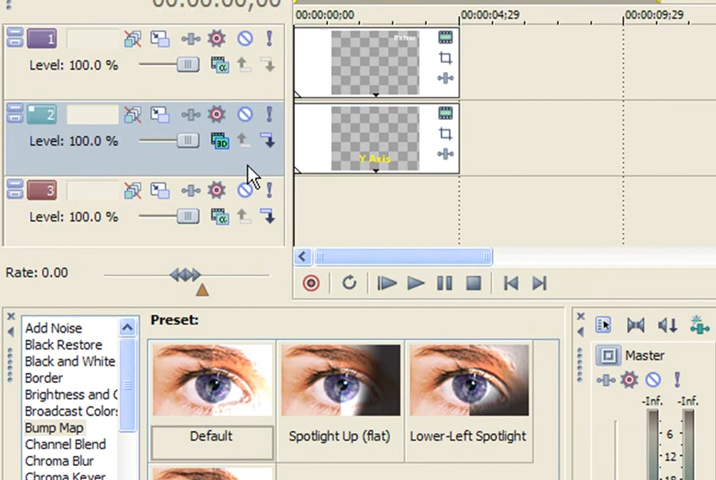 00:00:00;00
00:00:00;00 00:00:04;29 00:00:09;29
1
Level: 100.0 %
2
Level: 100.0 %
3D
Y Axis
3
Level: 100.0 %
Rate: 0.00
Add Noise
Black Restore
Black and White
Border
Brightness and C
Broadcast Colors
Bump Map
Channel Blend
Chroma Blur
Chroma Keyer
Preset:
Default
Spotlight Up (flat)
Lower-Left Spotlight
Master
-Inf. -Inf.
6
12
18